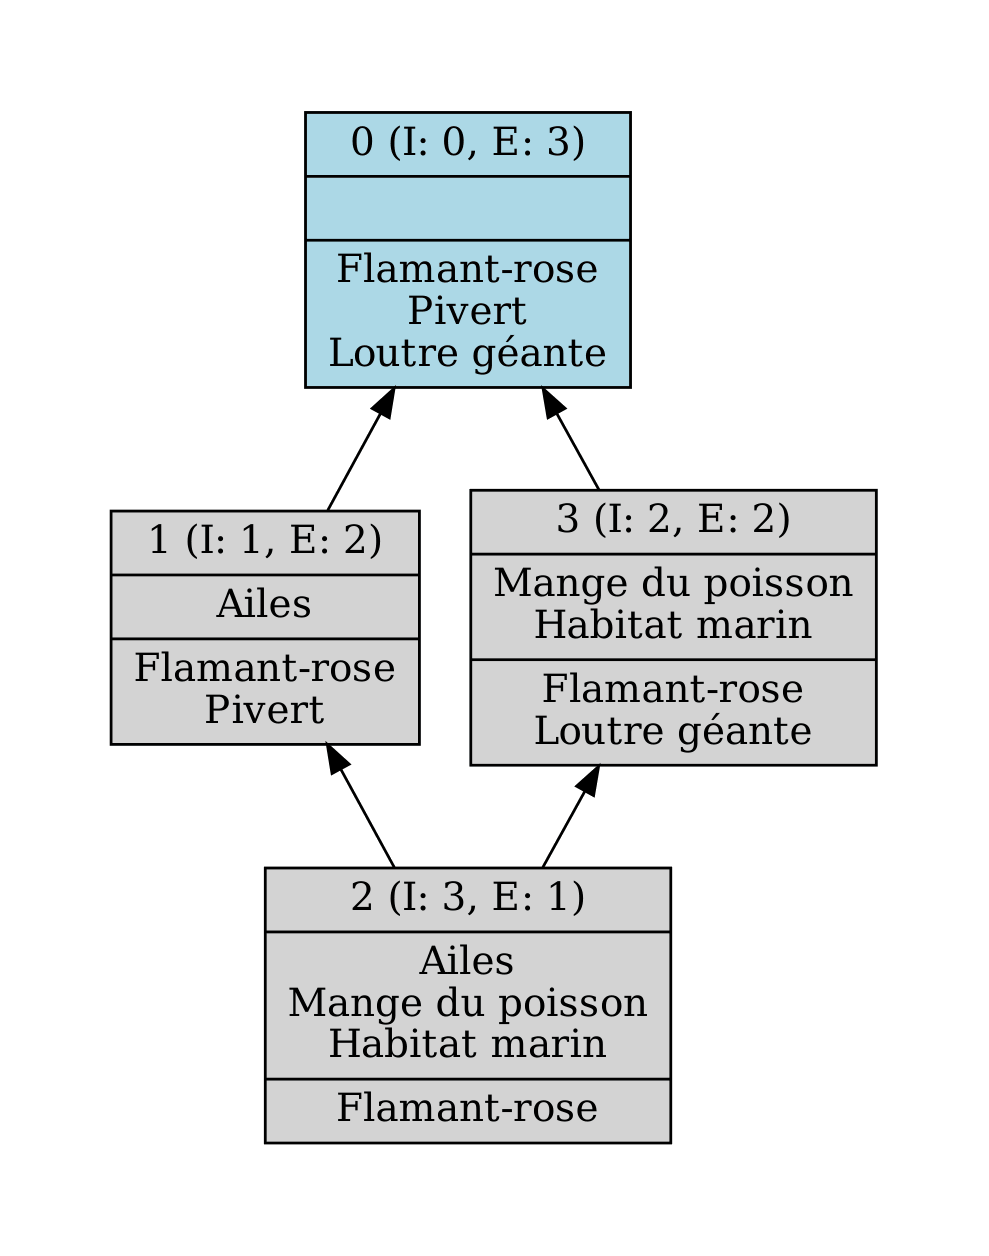 0 (I: 0, E: 3)
Flamant-rose
Pivert
Loutre géante
1 (I: 1, E: 2)
Ailes
Flamant-rose
Pivert
3 (I: 2, E: 2)
Mange du poisson
Habitat marin
Flamant-rose
Loutre géante
2 (I: 3, E: 1)
Ailes
Mange du poisson
Habitat marin
Flamant-rose